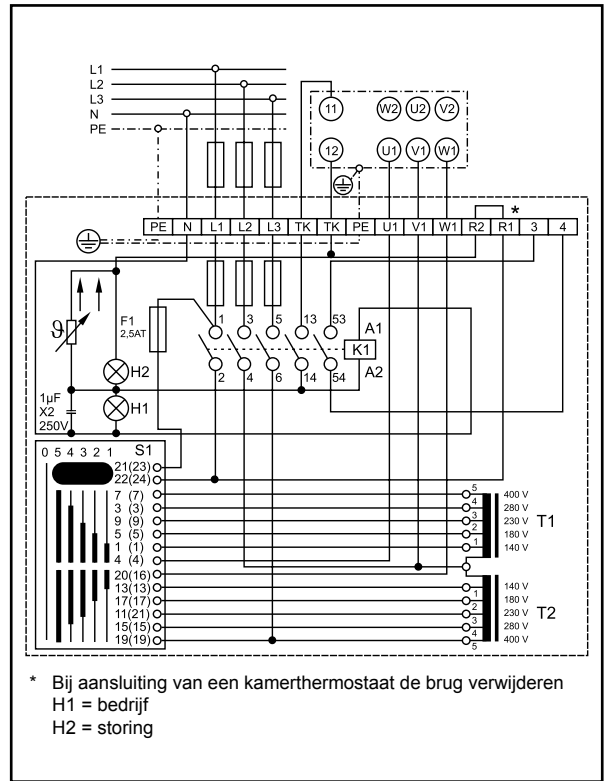 L1
L2
L3
N
PE
11 W2 U2 V2
12 U1 V1 W1
PE N L1 L2 L3 TK TK PE U1 V1 W1 R2 R1 3 4
*
1 3 5 13 53
A1
K1
A2
2 4 6 14 54
F1
2,5AT
ϑ
H2
H1
1µF
X2
250V
0 5 4 3 2 1 S1
21(23)
22(24)
7 (7)
3 (3)
9 (9)
5 (5)
1 (1)
4 (4)
20(16)
13(13)
17(17)
11(21)
15(15)
19(19)
5 400 V
4 280 V
3 230 V
2 180 V
1 140 V
T1
140 V
1 180 V
2 230 V
3 280 V
4 400 V
5
T2
* Bij aansluiting van een kamerthermostaat de brug verwijderen
H1 = bedrijf
H2 = storing